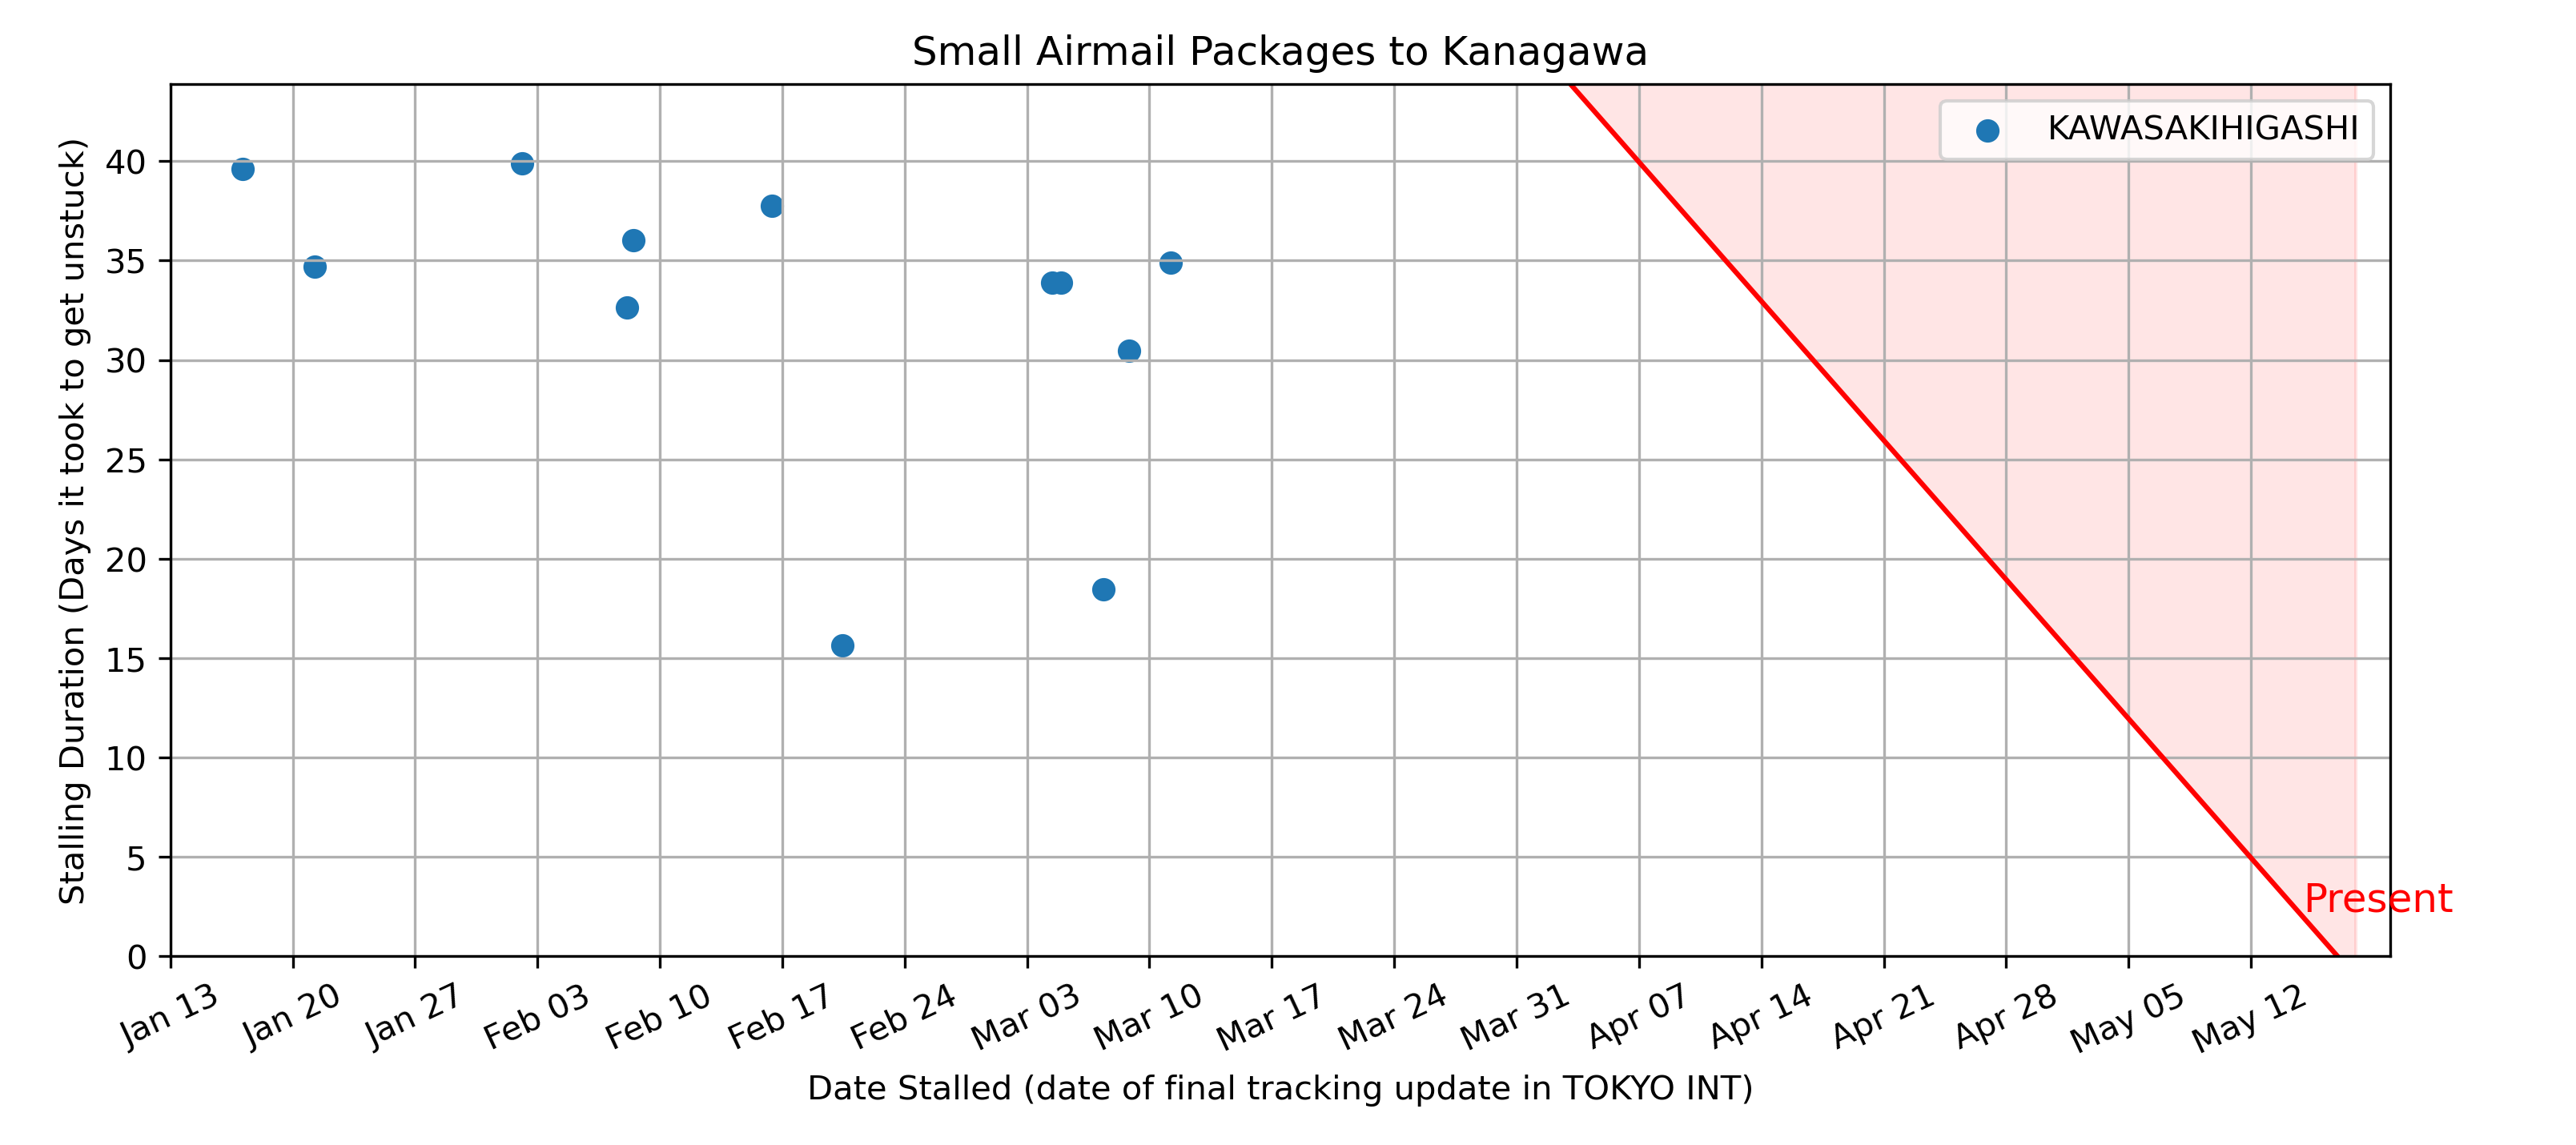 Small Airmail Packages to Kanagawa
KAWASAKIHIGASHI
Stalling Duration (Days it took to get unstuck)
40
35
30
25
20
15
10
5
0
Present
Jan 13
Jan 20
Jan 27
Feb 03
Feb 10
Feb 17
Feb 24
Mar 03
Mar 10
Mar 17
Mar 24
Mar 31
Apr 07
Apr 14
Apr 21
Apr 28
May 05
May 12
Date Stalled (date of final tracking update in TOKYO INT)